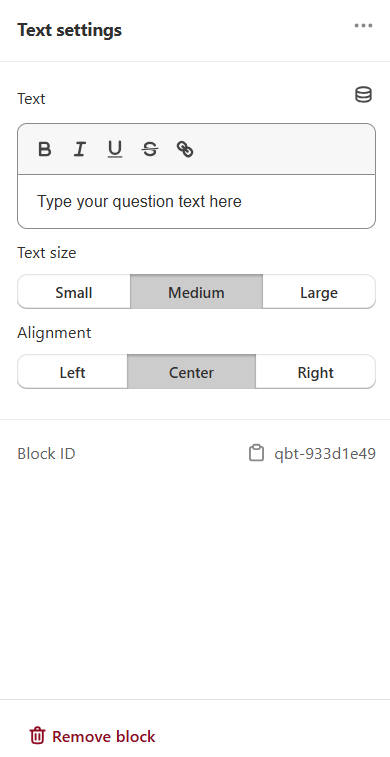 Text settings
Text
B I U S
Type your question text here
Text size
Small Medium Large
Alignment
Left Center Right
Block ID qbt-933d1e49
Remove block